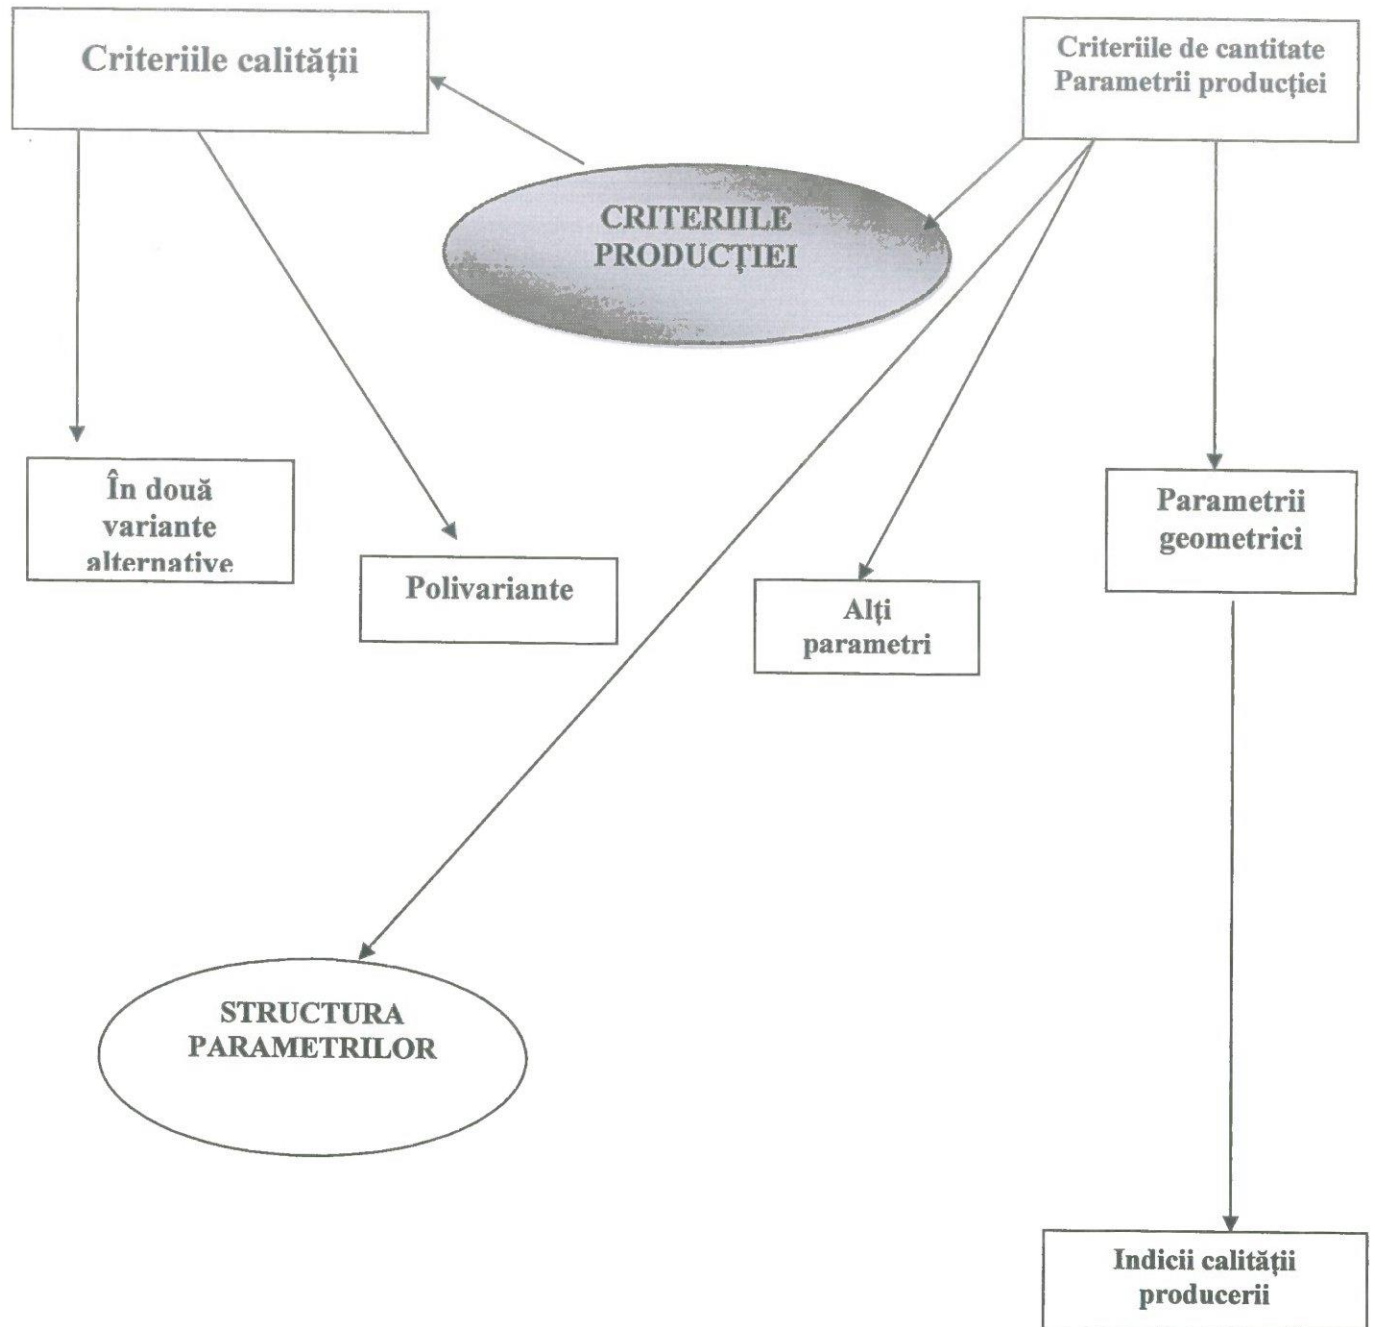 Criteriile calității
Criteriile de cantitate
Parametrii producției
CRITERIILE
PRODUCȚIEI
În două
variante
alternative
Polivariante
Alți
parametri
Parametrii
geometrici
STRUCTURA
PARAMETRILOR
Indicii calității
producerii